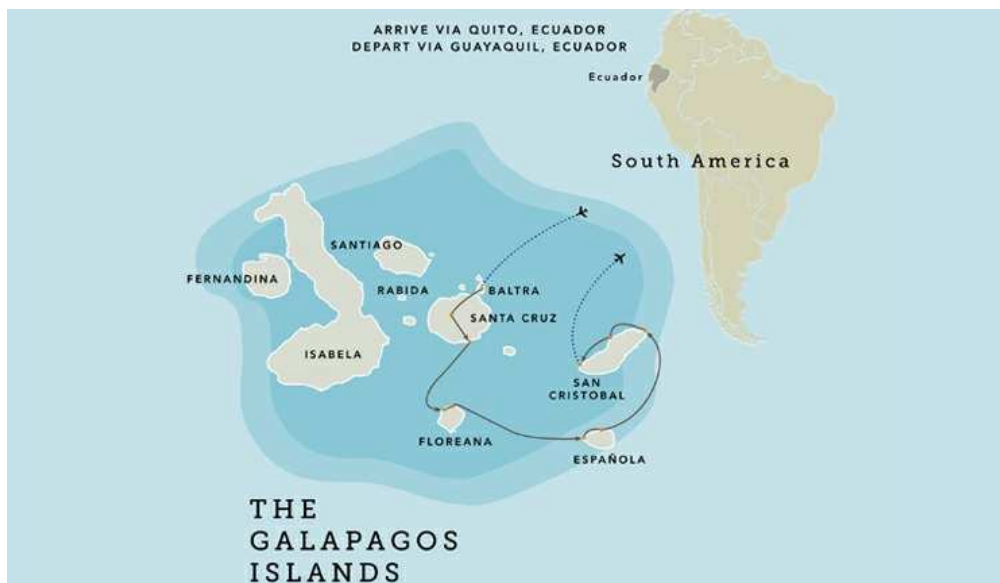 ARRIVE VIA QUITO, ECUADOR
DEPART VIA GUAYAQUIL, ECUADOR
Ecuador
South America
SANTIAGO
FERNANDINA
RABIDA
BALTRA
SANTA CRUZ
ISABELA
SAN
CRISTOBAL
FLOREANA
ESPAÑOLA
THE
GALAPAGOS
ISLANDS